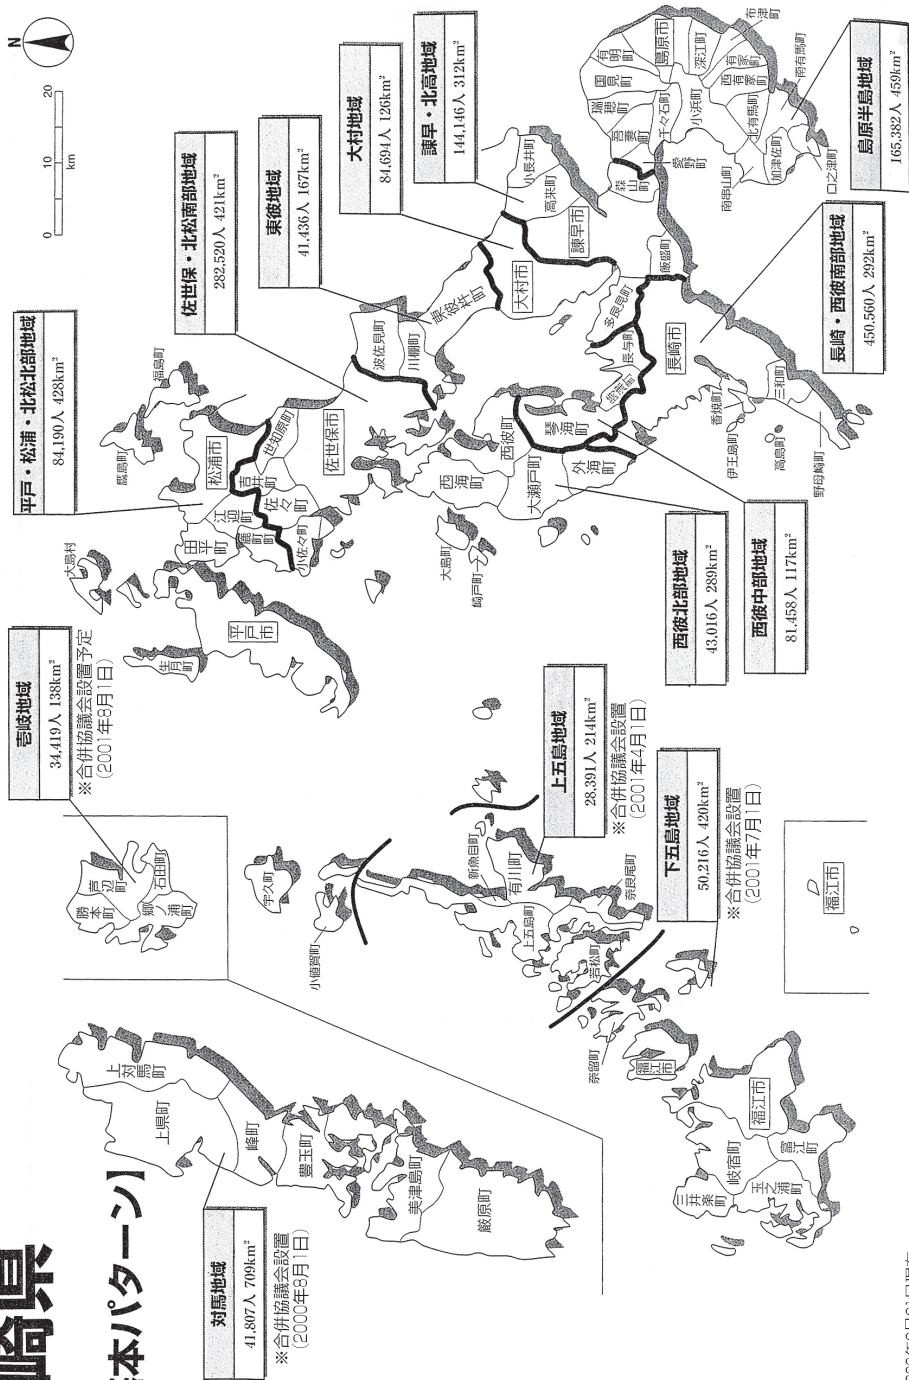 崎県
本パターン】
N
0 10 20
km
対馬地域
41,807人 709km²
※合併協議会設置
(2000年8月1日)
壱岐地域
34,419人 138km²
※合併協議会設置予定
(2001年8月1日)
平戸・松浦・北松北部地域
84,190人 428km²
佐世保・北松南部地域
282,520人 421km²
東彼地域
41,436人 167km²
大村地域
84,694人 126km²
諫早・北高地域
144,146人 312km²
島原半島地域
165,382人 459km²
長崎・西彼南部地域
450,560人 292km²
西彼北部地域
43,016人 289km²
西彼中部地域
81,458人 117km²
上五島地域
28,391人 214km²
※合併協議会設置
(2001年4月1日)
下五島地域
50,216人 420km²
※合併協議会設置
(2001年7月1日)
上対馬町
上県町
峰町
豊玉町
美津島町
厳原町
勝本町
芦辺町
郷ノ浦町
石田町
宇久町
小値賀町
新魚目町
有川町
上五島町
奈良尾町
若松町
奈留町
福江市
福江市
岐宿町
三井楽町
玉之浦町
富江町
福江市
大島村
生月町
平戸市
田平町
鹿町町
江迎町
松浦市
鷹島町
福島町
吉井町
世知原町
佐々町
小佐々町
佐世保市
波佐見町
川棚町
東彼杵町
大村市
西海町
西彼町
大島町
崎戸町
大瀬戸町
外海町
琴海町
時津町
長与町
多良見町
長崎市
香焼町
伊王島町
高島町
三和町
野母崎町
諫早市
飯盛町
高来町
小長井町
森山町
愛野町
吾妻町
瑞穂町
国見町
有明町
島原市
千々石町
小浜町
深江町
布津町
有家町
西有家町
北有馬町
南有馬町
南串山町
加津佐町
口之津町